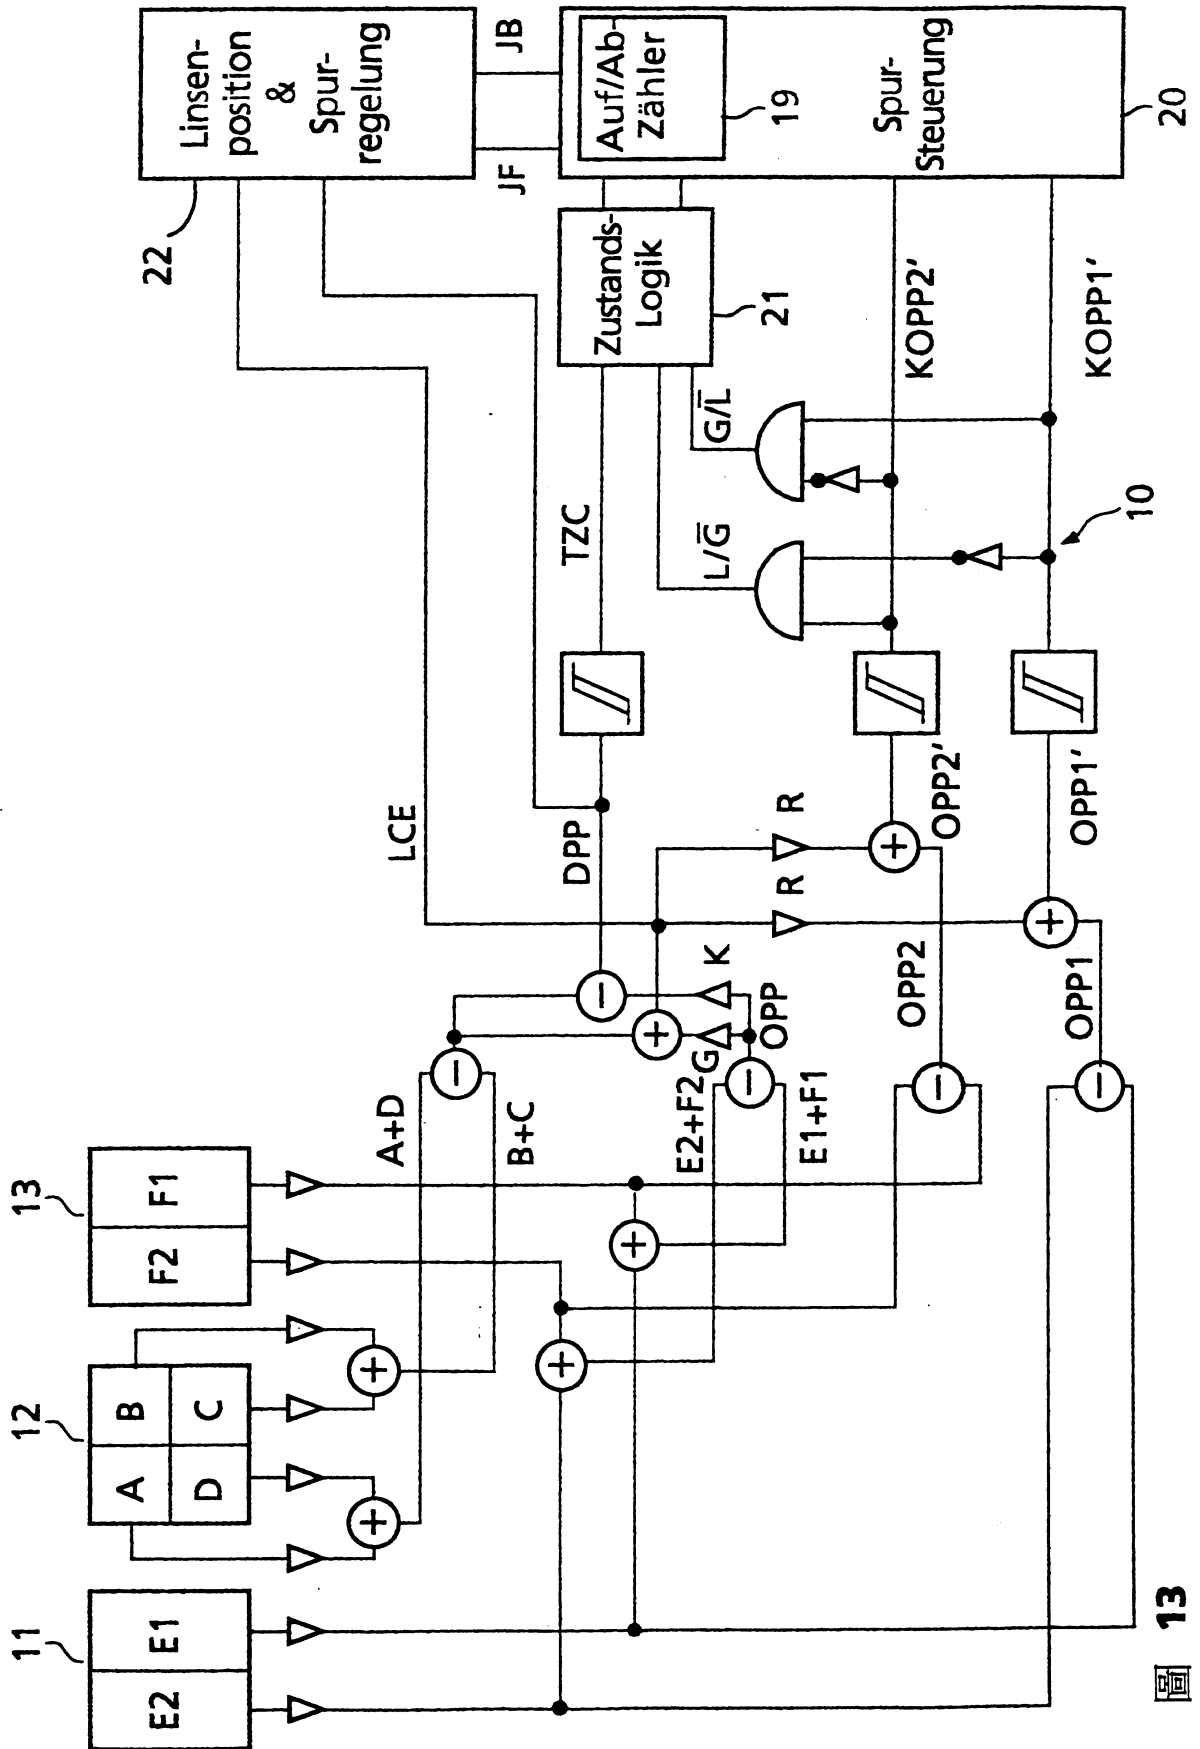 11
E2
E1
12
A
B
D
C
13
F2
F1
A+D
B+C
E2+F2
E1+F1
OPP
G
K
LCE
DPP
R
R
OPP2
OPP1
OPP2'
OPP1'
TZC
L/G̅
G/L̅
10
KOPP2'
KOPP1'
Zustands-
Logik
21
22
Linsen-
position
&
Spur-
regelung
JF
JB
Auf/Ab-
Zähler
19
Spur-
Steuerung
20
圖 13